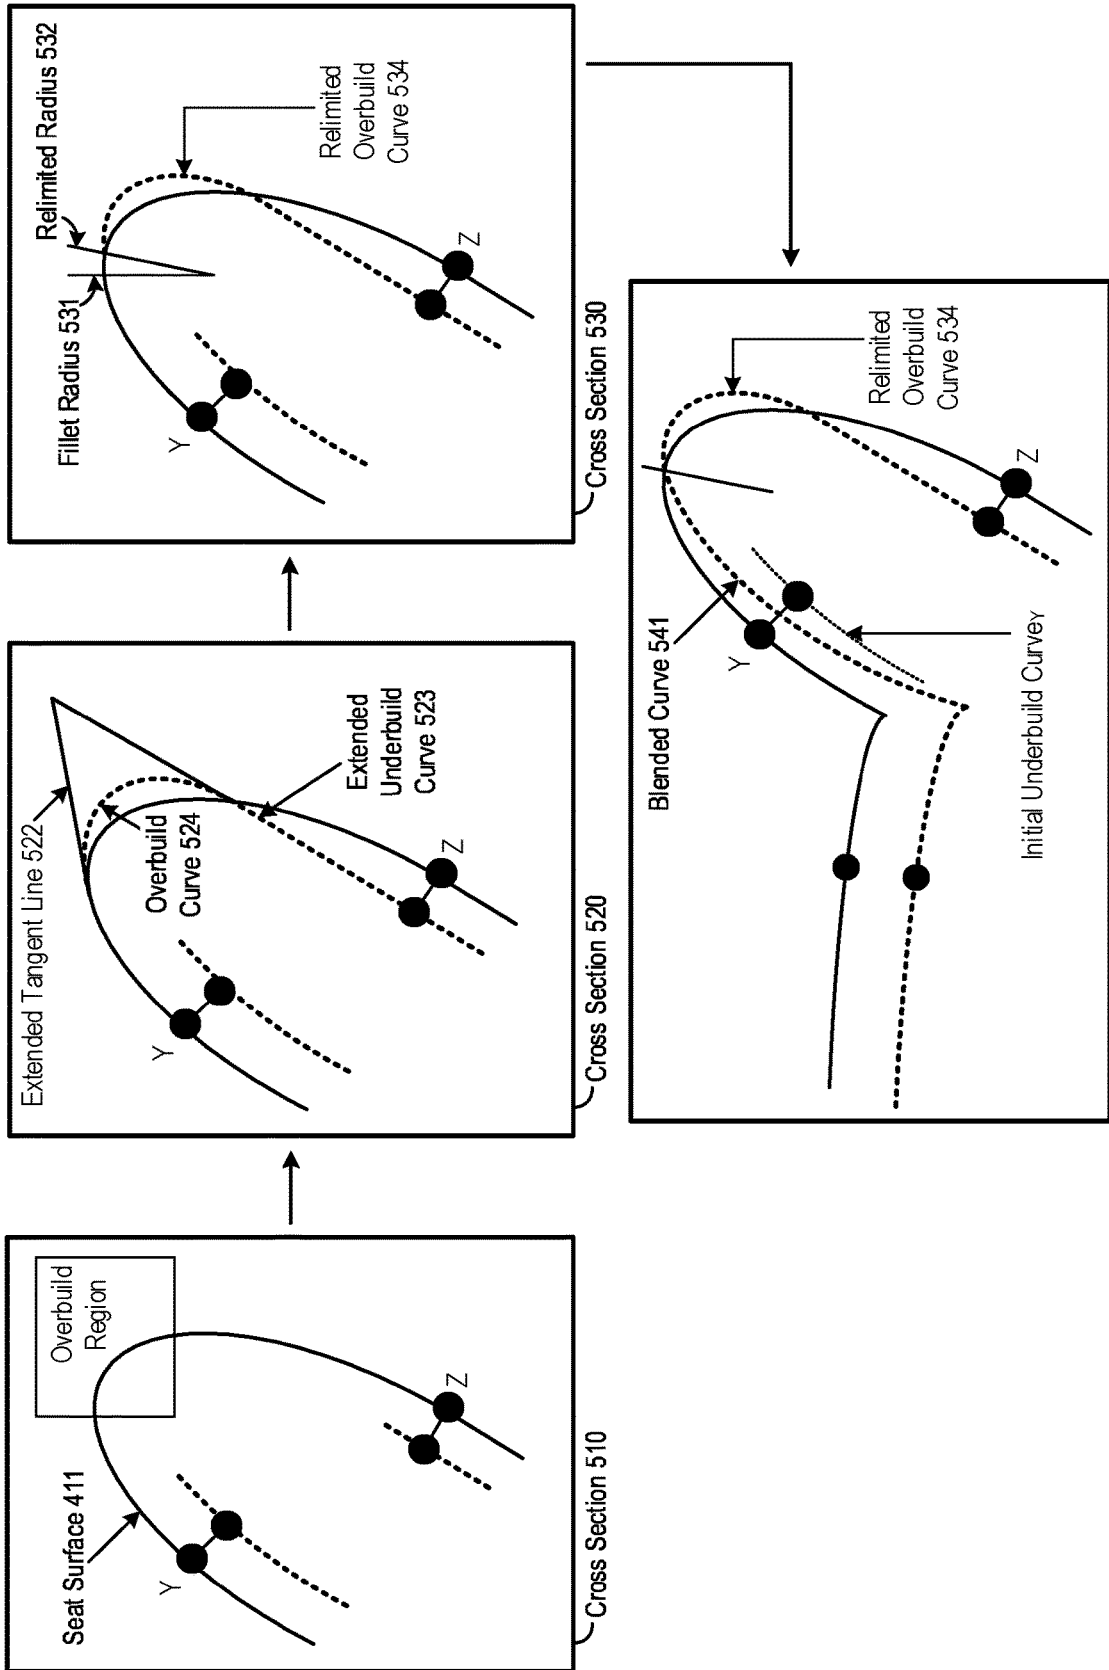 Seat Surface 411
Overbuild
Region
Y
Z
Cross Section 510
Extended Tangent Line 522
Overbuild
Curve 524
Extended
Underbuild
Curve 523
Y
Z
Cross Section 520
Fillet Radius 531
Relimited Radius 532
Relimited
Overbuild
Curve 534
Y
Z
Cross Section 530
Blended Curve 541
Relimited
Overbuild
Curve 534
Y
Z
Initial Underbuild CurveY